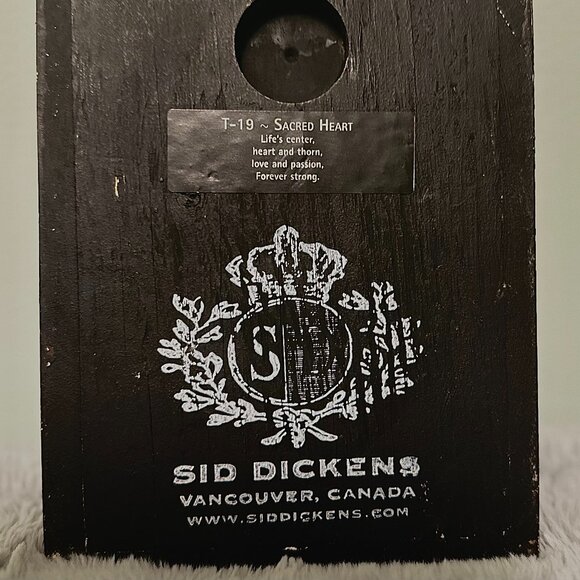 T-19 ~ SACRED HEART
Life's center,
heart and thorn,
love and passion,
Forever strong.
S
SID DICKENS
VANCOUVER, CANADA
WWW.SIDDICKENS.COM